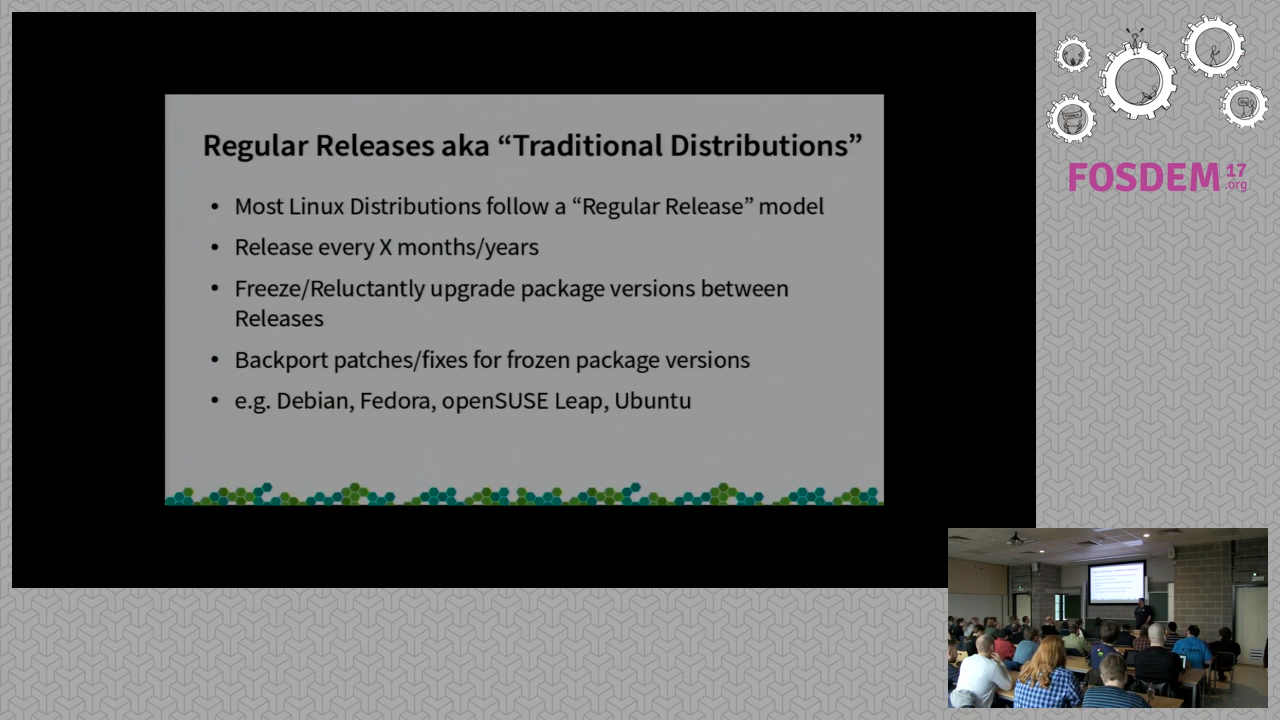 Regular Releases aka “Traditional Distributions”
• Most Linux Distributions follow a “Regular Release” model
• Release every X months/years
• Freeze/Reluctantly upgrade package versions between
Releases
• Backport patches/fixes for frozen package versions
• e.g. Debian, Fedora, openSUSE Leap, Ubuntu
FOSDEM 17
.org